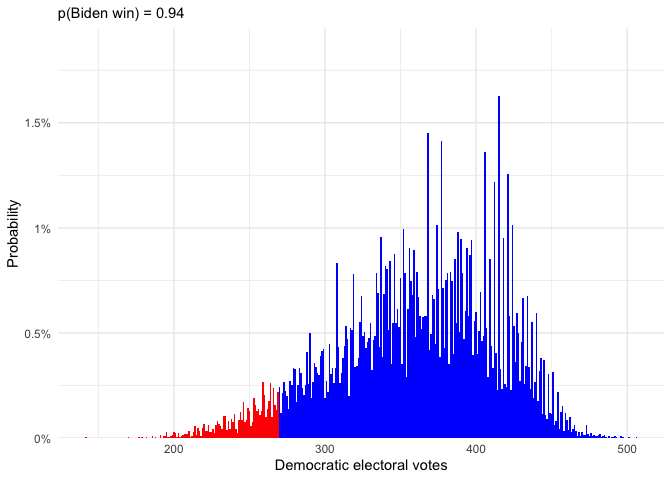 p(Biden win) = 0.94
Probability
1.5%
1%
0.5%
0%
200 300 400 500
Democratic electoral votes